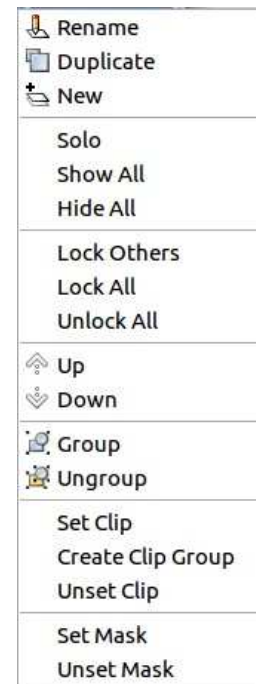 Rename
Duplicate
New
Solo
Show All
Hide All
Lock Others
Lock All
Unlock All
Up
Down
Group
Ungroup
Set Clip
Create Clip Group
Unset Clip
Set Mask
Unset Mask